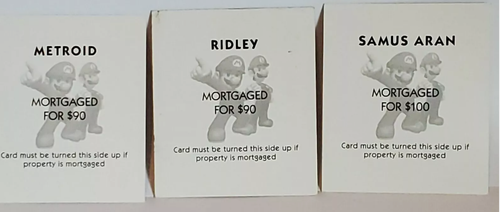 METROID
MORTGAGED
FOR $90
Card must be turned this side up if
property is mortgaged
RIDLEY
MORTGAGED
FOR $90
Card must be turned this side up if
property is mortgaged
SAMUS ARAN
MORTGAGED
FOR $100
Card must be turned this side up if
property is mortgaged